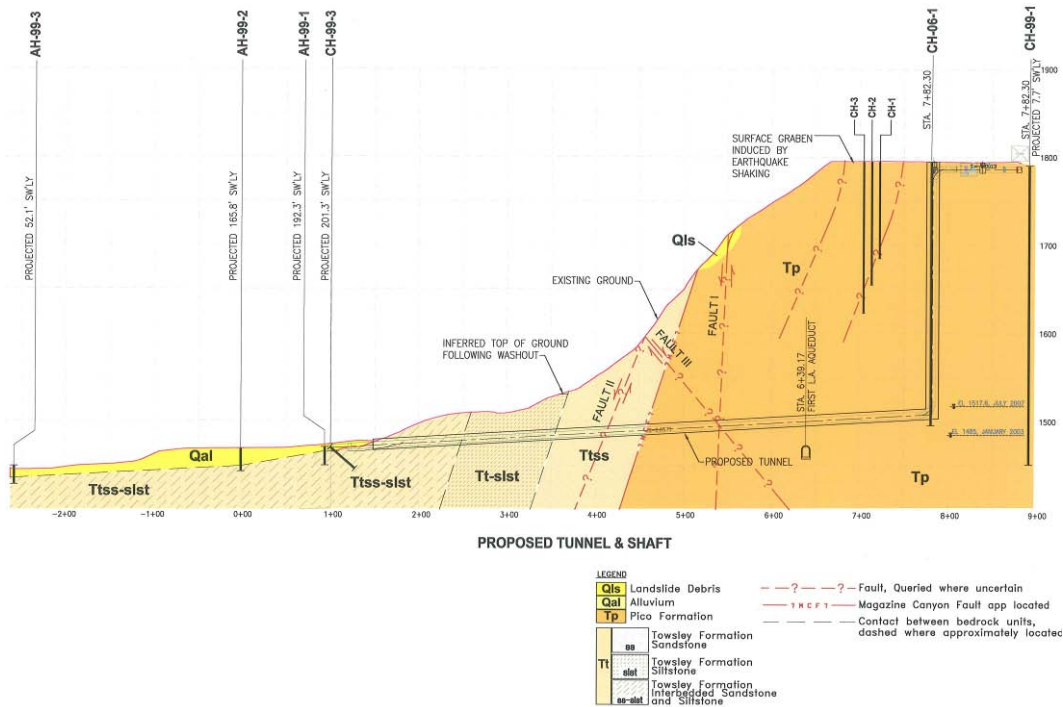 AH-99-3
AH-99-2
AH-99-1
CH-99-3
CH-06-1
CH-99-1
PROJECTED 52.1' SW'LY
PROJECTED 165.8' SW'LY
PROJECTED 192.3' SW'LY
PROJECTED 201.3' SW'LY
STA. 7+82.30
STA. 7+82.30
PROJECTED 7.7' SW'LY
1900
1800
1700
1600
1500
CH-3
CH-2
CH-1
SURFACE GRABEN
INDUCED BY
EARTHQUAKE
SHAKING
Qls
Tp
EXISTING GROUND
FAULT I
INFERRED TOP OF GROUND
FOLLOWING WASHOUT
FAULT III
FAULT II
STA. 6+39.17
FIRST L.A. AQUEDUCT
EL 1517.6, JULY 2007
EL 1485, JANUARY 2003
PROPOSED TUNNEL
Qal
Ttss-slst
Ttss-slst
Tt-slst
Ttss
Tp
-2+00
-1+00
0+00
1+00
2+00
3+00
4+00
5+00
6+00
7+00
8+00
9+00
PROPOSED TUNNEL & SHAFT
LEGEND
Qls Landslide Debris
Qal Alluvium
Tp Pico Formation
Tt
ss Towsley Formation
Sandstone
slst Towsley Formation
Siltstone
ss-slst Towsley Formation
Interbedded Sandstone
and Siltstone
? ? Fault, Queried where uncertain
? M C F ? Magazine Canyon Fault app located
Contact between bedrock units,
dashed where approximately located